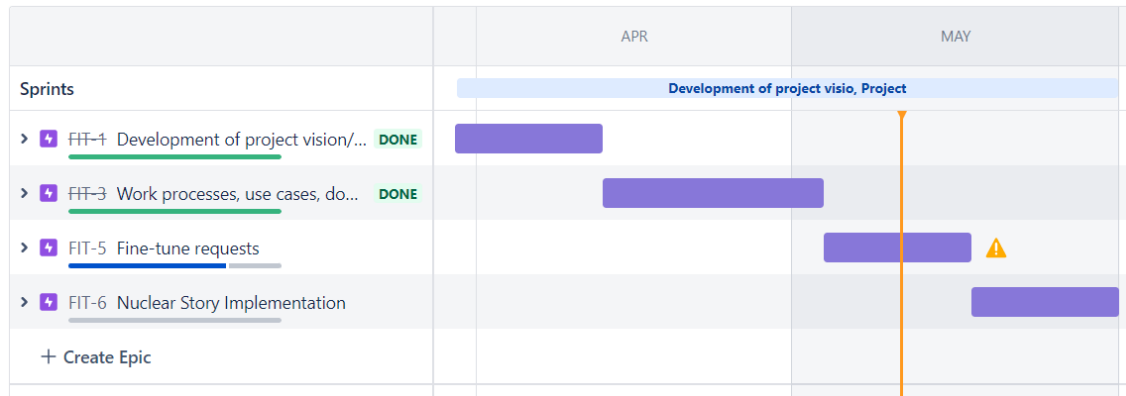 APR MAY
Sprints
Development of project visio, Project
FIT-1 Development of project vision/... DONE
FIT-3 Work processes, use cases, do... DONE
FIT-5 Fine-tune requests
FIT-6 Nuclear Story Implementation
+ Create Epic